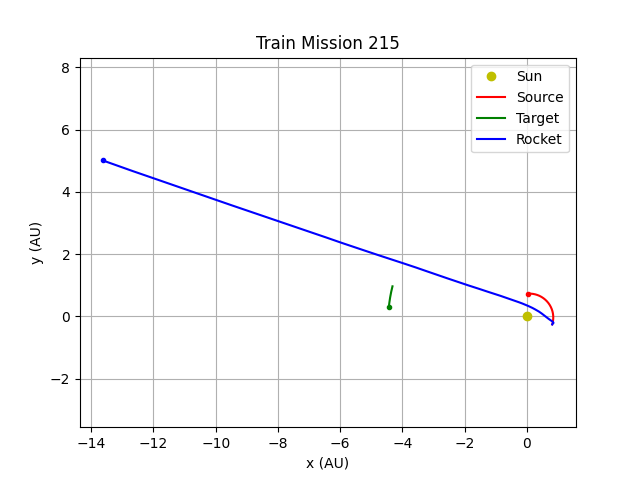 Train Mission 215
Sun
Source
Target
Rocket
8
6
4
2
0
−2
y (AU)
−14
−12
−10
−8
−6
−4
−2
0
x (AU)